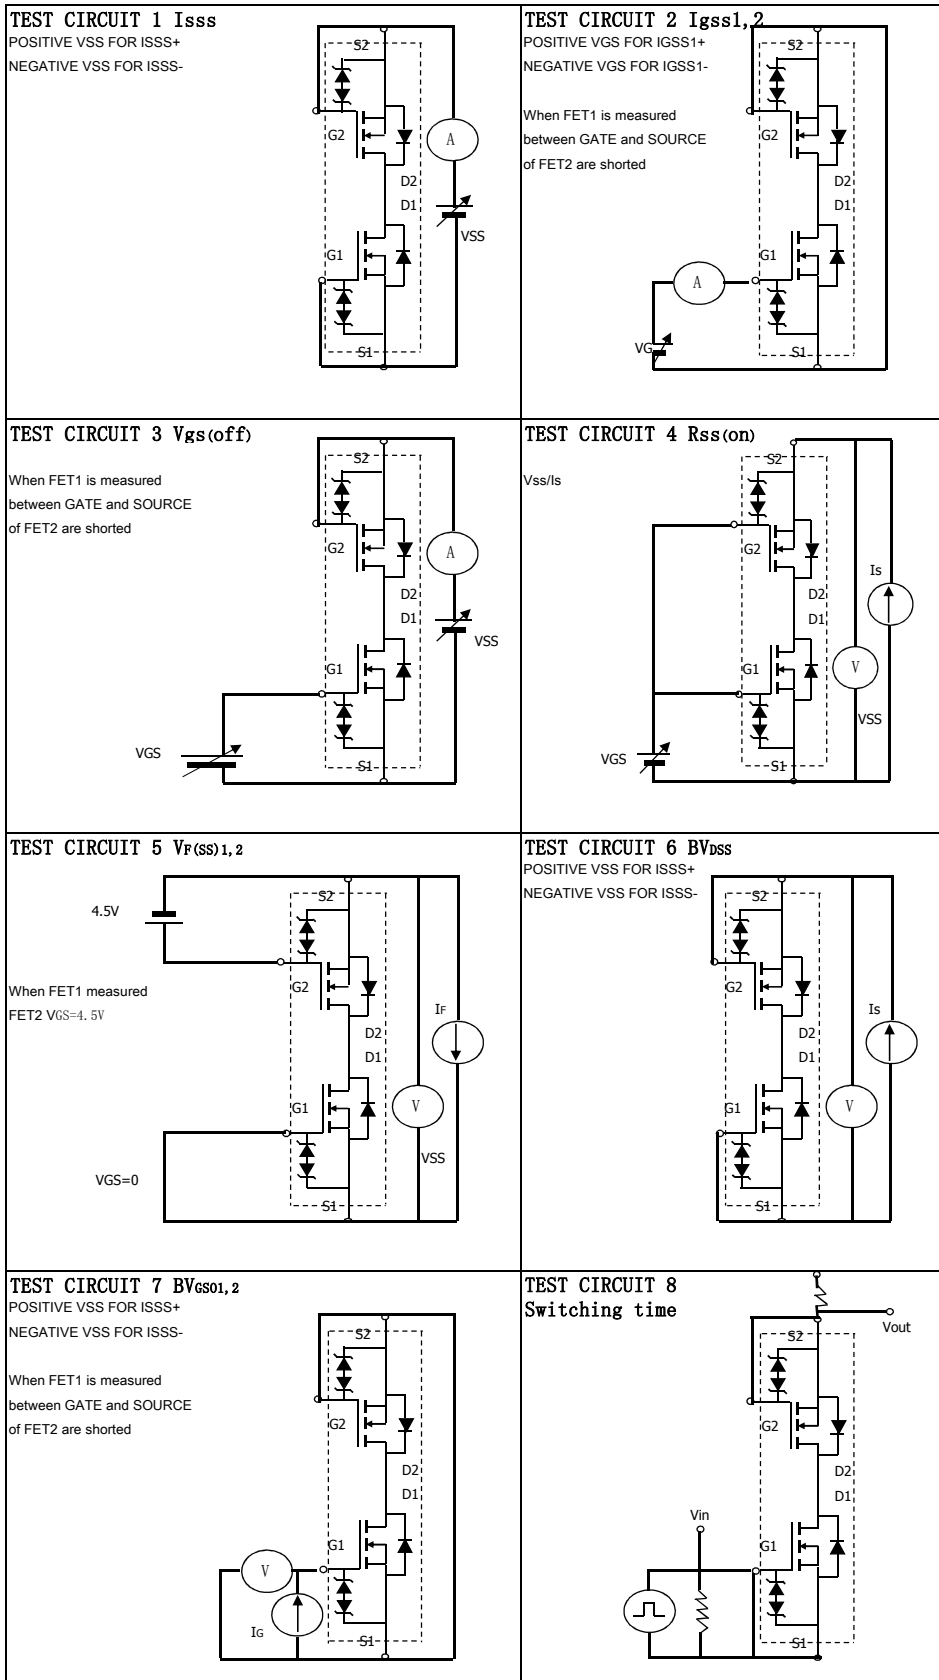 TEST CIRCUIT 1 Isss
POSITIVE VSS FOR ISSS+
NEGATIVE VSS FOR ISSS-
S2
G2
A
D2
D1
VSS
G1
S1
TEST CIRCUIT 2 Igss1,2
POSITIVE VGS FOR IGSS1+
NEGATIVE VGS FOR IGSS1-
When FET1 is measured
between GATE and SOURCE
of FET2 are shorted
S2
G2
D2
D1
G1
A
VG
S1
TEST CIRCUIT 3 Vgs(off)
When FET1 is measured
between GATE and SOURCE
of FET2 are shorted
S2
G2
A
D2
D1
VSS
G1
VGS
S1
TEST CIRCUIT 4 Rss(on)
Vss/Is
S2
G2
Is
D2
D1
G1
V
VSS
VGS
S1
TEST CIRCUIT 5 VF(SS)1,2
4.5V
When FET1 measured
FET2 VGS=4.5V
S2
G2
IF
D2
D1
G1
V
VSS
VGS=0
S1
TEST CIRCUIT 6 BVDSS
POSITIVE VSS FOR ISSS+
NEGATIVE VSS FOR ISSS-
S2
G2
Is
D2
D1
G1
V
S1
TEST CIRCUIT 7 BVGSO1,2
POSITIVE VSS FOR ISSS+
NEGATIVE VSS FOR ISSS-
When FET1 is measured
between GATE and SOURCE
of FET2 are shorted
S2
G2
D2
D1
G1
V
IG
S1
TEST CIRCUIT 8
Switching time
Vout
S2
G2
D2
D1
Vin
G1
S1